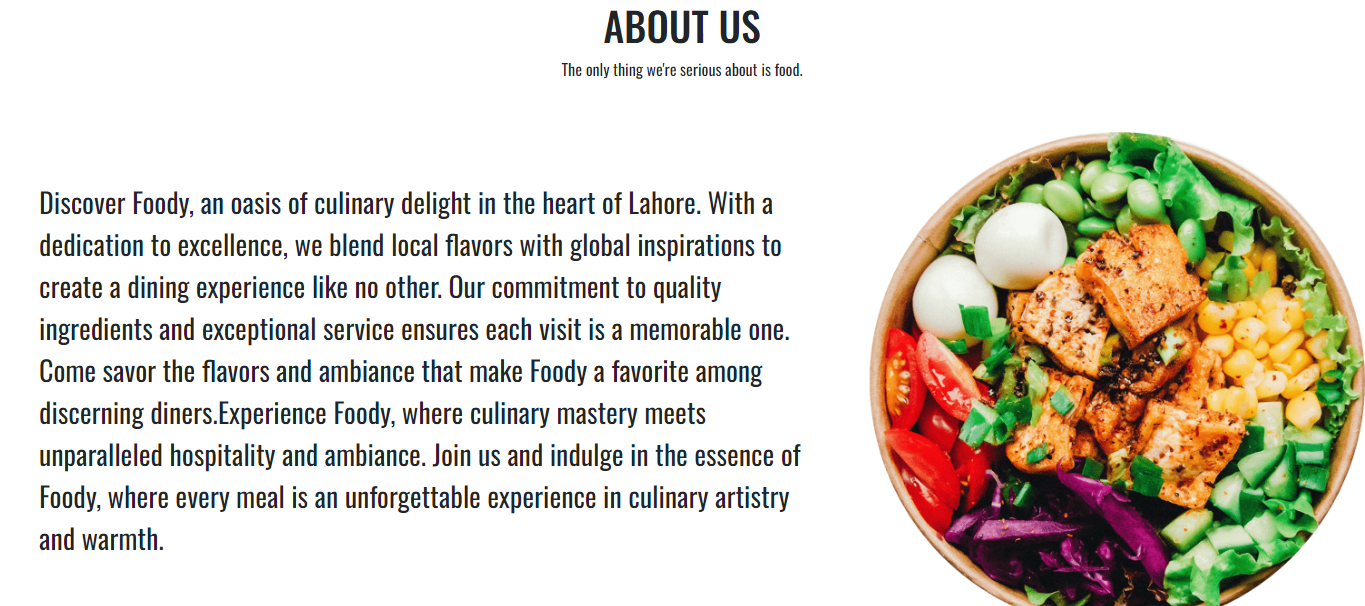 ABOUT US
The only thing we're serious about is food.
Discover Foody, an oasis of culinary delight in the heart of Lahore. With a
dedication to excellence, we blend local flavors with global inspirations to
create a dining experience like no other. Our commitment to quality
ingredients and exceptional service ensures each visit is a memorable one.
Come savor the flavors and ambiance that make Foody a favorite among
discerning diners.Experience Foody, where culinary mastery meets
unparalleled hospitality and ambiance. Join us and indulge in the essence of
Foody, where every meal is an unforgettable experience in culinary artistry
and warmth.